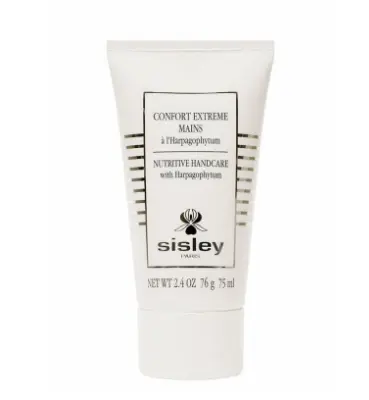 CONFORT EXTREME
MAINS
à l'Harpagophytum
NUTRITIVE HANDCARE
with Harpagophytum
sisley
PARIS
NET WT 2.4 OZ 76 g 75 ml